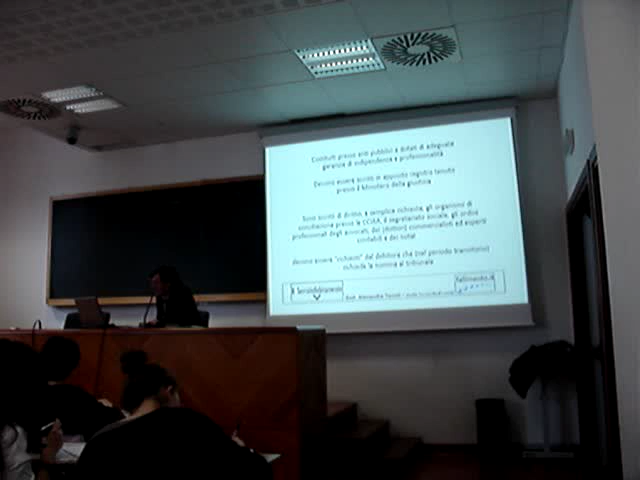 Costituiti presso enti pubblici e dotati di adeguate
garanzie di indipendenza e professionalità
Devono essere iscritti in apposito registro tenuto
presso il Ministero della giustizia
Sono iscritti di diritto, a semplice richiesta, gli organismi di
conciliazione presso le CCIAA, il segretariato sociale, gli ordini
professionali degli avvocati, dei (dottori) commercialisti ed esperti
contabili e dei notai
devono essere "richiesti" dal debitore che (nel periodo transitorio)
richiede la nomina al tribunale
Il
Dott. Alessandro